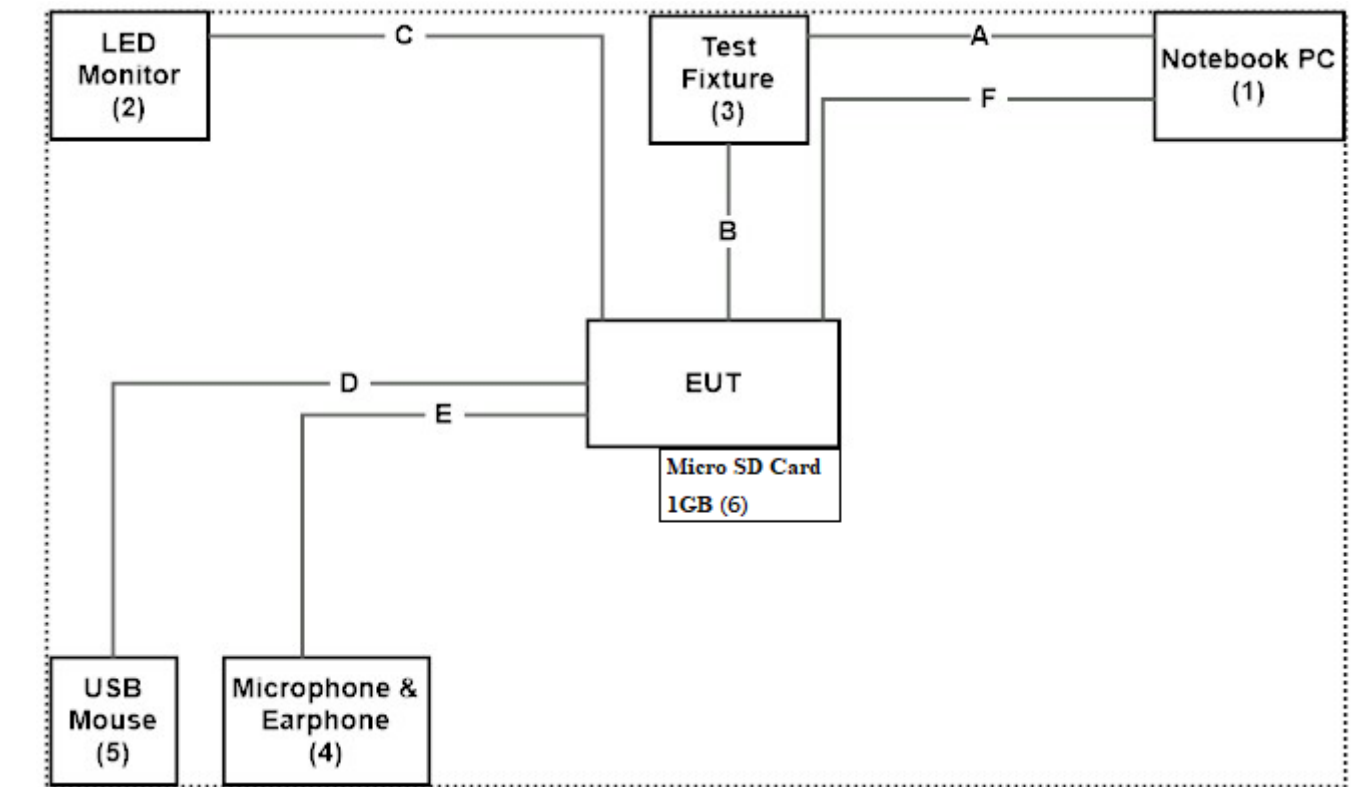 LED
Monitor
(2)
C
Test
Fixture
(3)
A
Notebook PC
(1)
F
B
EUT
D
E
Micro SD Card
1GB (6)
USB
Mouse
(5)
Microphone &
Earphone
(4)